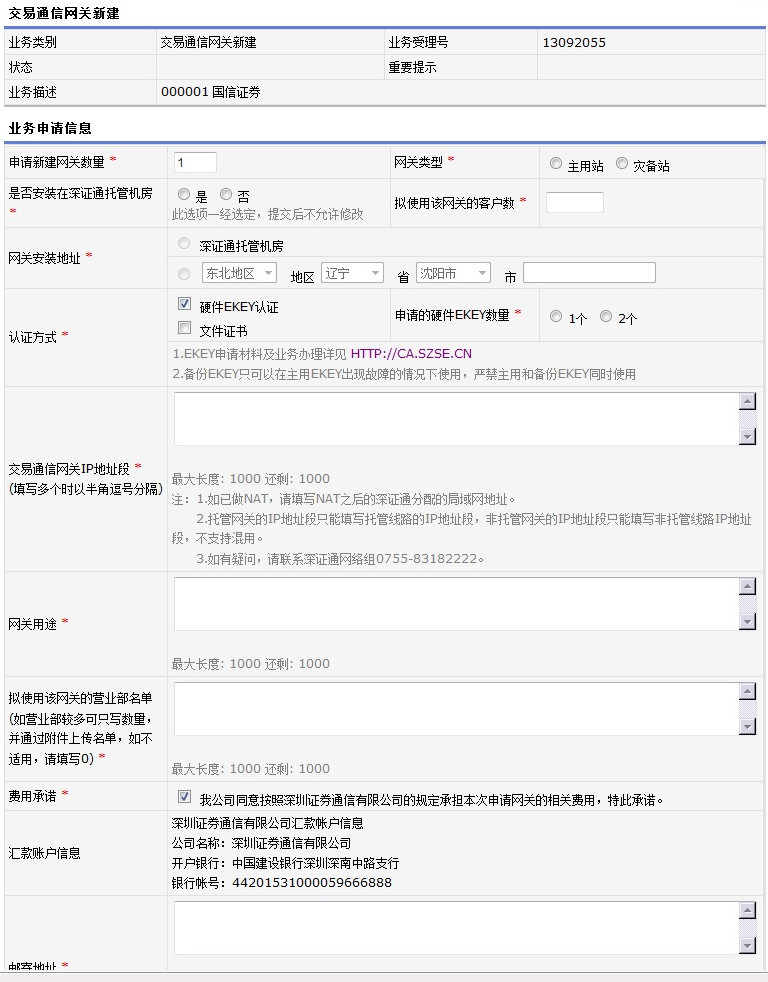 交易通信网关新建
业务类别 交易通信网关新建 业务受理号 13092055
状态 重要提示
业务描述 000001 国信证券
业务申请信息
申请新建网关数量 * 1 网关类型 * 主用站 灾备站
是否安装在深证通托管机房
* 是 否 拟使用该网关的客户数 *
此选项一经选定，提交后不允许修改
网关安装地址 * 深证通托管机房
东北地区 地区 辽宁 省 沈阳市 市
认证方式 * 硬件EKEY认证 申请的硬件EKEY数量 * 1个 2个
文件证书
1.EKEY申请材料及业务办理详见 HTTP://CA.SZSE.CN
2.备份EKEY只可以在主用EKEY出现故障的情况下使用，严禁主用和备份EKEY同时使用
交易通信网关IP地址段 *
(填写多个时以半角逗号分隔)
最大长度: 1000 还剩: 1000
注：1.如已做NAT，请填写NAT之后的深证通分配的局域网地址。
2.托管网关的IP地址段只能填写托管线路的IP地址段，非托管网关的IP地址段只能填写非托管线路IP地址
段，不支持混用。
3.如有疑问，请联系深证通网络组0755-83182222。
网关用途 *
最大长度: 1000 还剩: 1000
拟使用该网关的营业部名单
(如营业部较多可只写数量，
并通过附件上传名单，如不
适用，请填写0) *
最大长度: 1000 还剩: 1000
费用承诺 * 我公司同意按照深圳证券通信有限公司的规定承担本次申请网关的相关费用，特此承诺。
汇款账户信息
深圳证券通信有限公司汇款帐户信息
公司名称：深圳证券通信有限公司
开户银行：中国建设银行深圳深南中路支行
银行帐号：44201531000059666888
邮寄地址 *